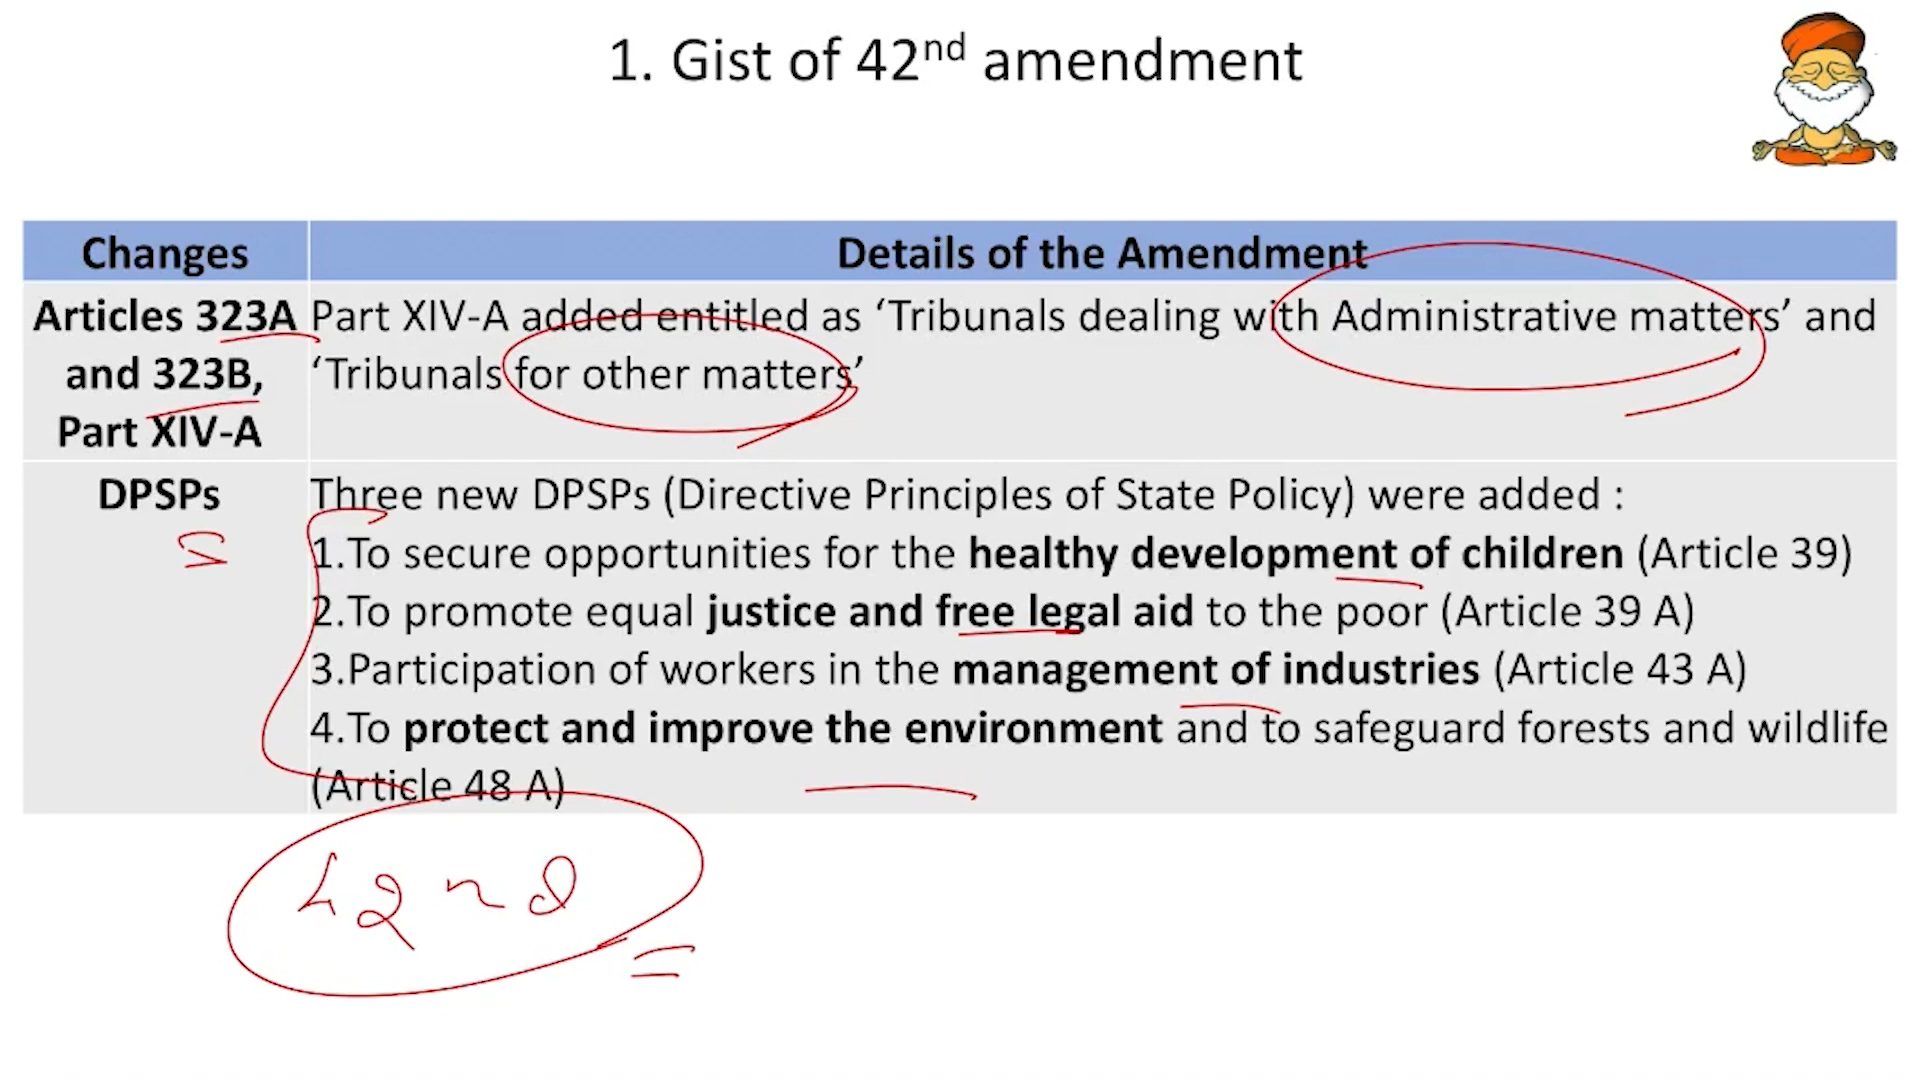 1. Gist of 42nd amendment
Changes
Details of the Amendment
Articles 323A
and 323B,
Part XIV-A
Part XIV-A added entitled as ‘Tribunals dealing with Administrative matters’ and
‘Tribunals for other matters’
DPSPs
Three new DPSPs (Directive Principles of State Policy) were added :
1.To secure opportunities for the healthy development of children (Article 39)
2.To promote equal justice and free legal aid to the poor (Article 39 A)
3.Participation of workers in the management of industries (Article 43 A)
4.To protect and improve the environment and to safeguard forests and wildlife
(Article 48 A)
42nd